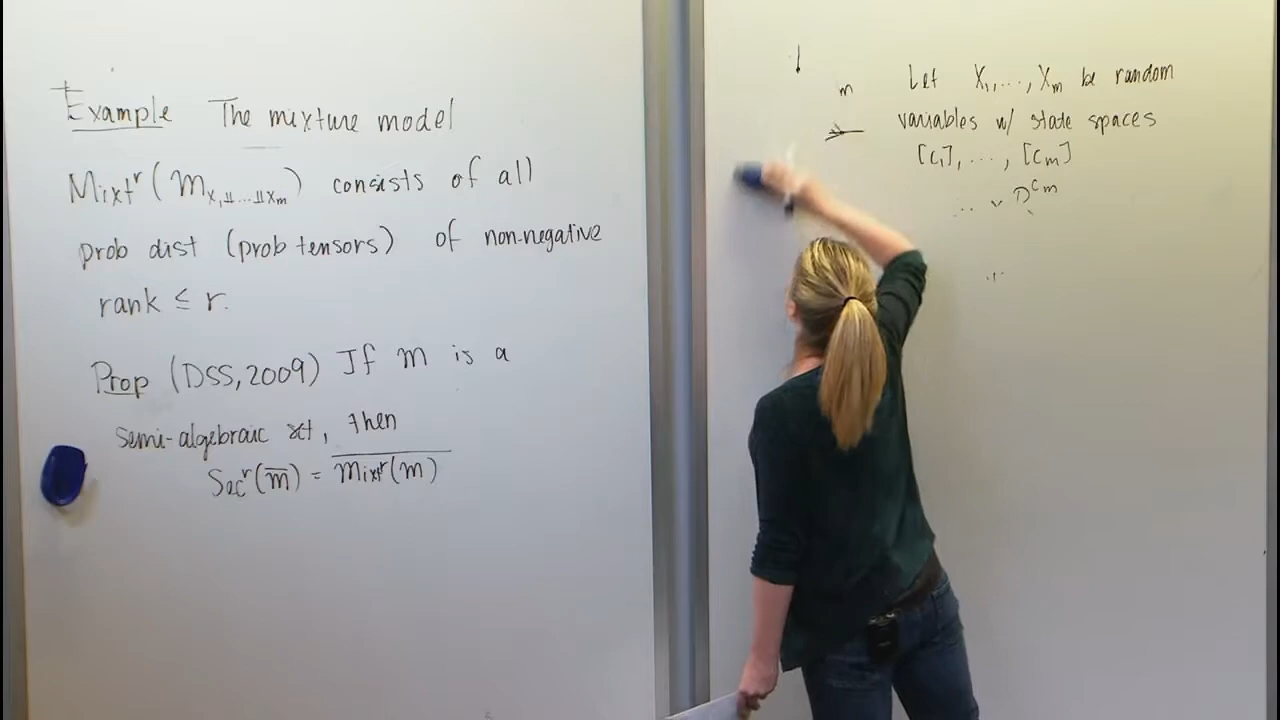 Example The mixture model
Mixtʳ(m_{X₁⫫...⫫Xₘ}) consists of all
prob dist (prob tensors) of non-negative
rank ≤ r.
Prop (DSS, 2009) If m is a
semi-algebraic set, then
Secʳ(m̅) = \overline{Mixtʳ(m)}
m
Let X₁, ..., Xₘ be random
variables w/ state spaces
[C₁], ..., [Cₘ]